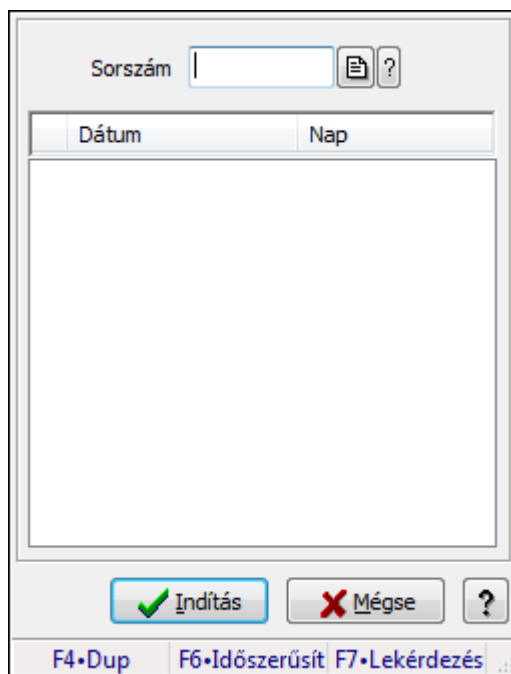 Sorszám ?
Dátum Nap
Indítás Mégse ?
F4•Dup F6•Időszerűsít F7•Lekérdezés